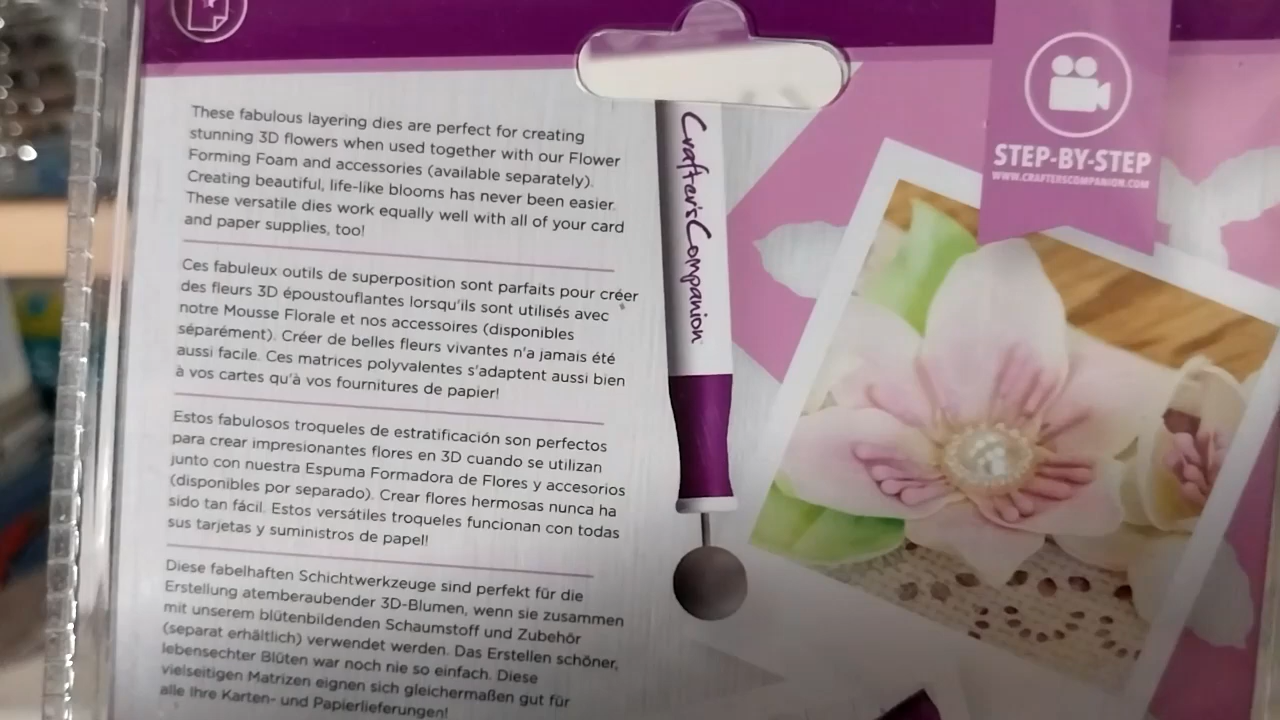 These fabulous layering dies are perfect for creating
stunning 3D flowers when used together with our Flower
Forming Foam and accessories (available separately).
Creating beautiful, life-like blooms has never been easier.
These versatile dies work equally well with all of your card
and paper supplies, too!
Ces fabuleux outils de superposition sont parfaits pour créer
des fleurs 3D époustouflantes lorsqu'ils sont utilisés avec
notre Mousse Florale et nos accessoires (disponibles
séparément). Créer de belles fleurs vivantes n'a jamais été
aussi facile. Ces matrices polyvalentes s'adaptent aussi bien
à vos cartes qu'à vos fournitures de papier!
Estos fabulosos troqueles de estratificación son perfectos
para crear impresionantes flores en 3D cuando se utilizan
junto con nuestra Espuma Formadora de Flores y accesorios
(disponibles por separado). Crear flores hermosas nunca ha
sido tan fácil. Estos versátiles troqueles funcionan con todas
sus tarjetas y suministros de papel!
Diese fabelhaften Schichtwerkzeuge sind perfekt für die
Erstellung atemberaubender 3D-Blumen, wenn sie zusammen
mit unserem blütenbildenden Schaumstoff und Zubehör
(separat erhältlich) verwendet werden. Das Erstellen schöner,
lebensechter Blüten war noch nie so einfach. Diese
vielseitigen Matrizen eignen sich gleichermaßen gut für
alle Ihre Karten- und Papierlieferungen!
Crafter's Companion
STEP-BY-STEP
WWW.CRAFTERSCOMPANION.COM